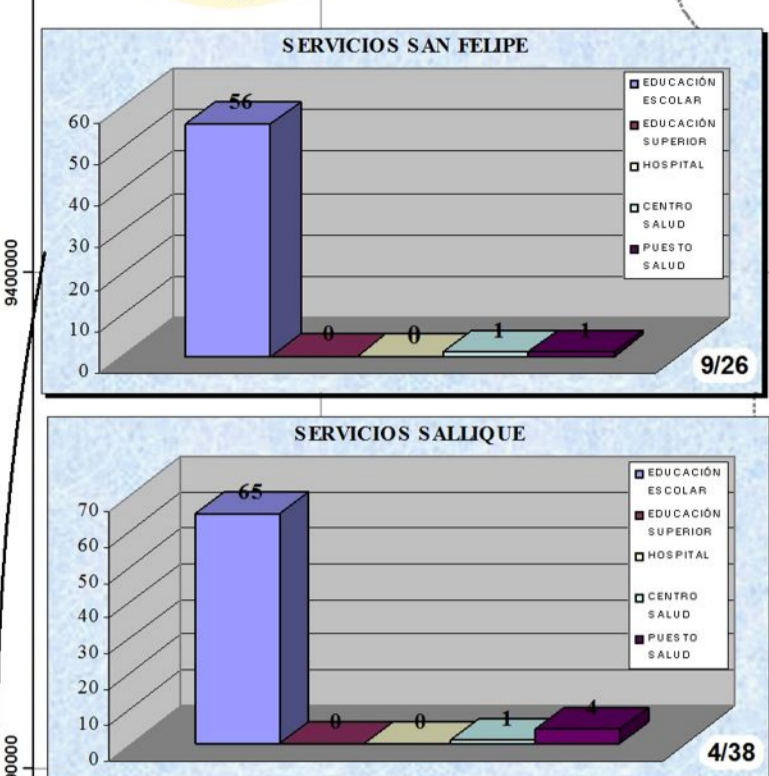 SERVICIOS SAN FELIPE
56
60
50
40
30
20
10
0
0
0
1
1
EDUCACIÓN
ESCOLAR
EDUCACIÓN
SUPERIOR
HOSPITAL
CENTRO
SALUD
PUESTO
SALUD
9/26
9400000
SERVICIOS SALLIQUE
65
70
60
50
40
30
20
10
0
0
0
1
4
EDUCACIÓN
ESCOLAR
EDUCACIÓN
SUPERIOR
HOSPITAL
CENTRO
SALUD
PUESTO
SALUD
4/38